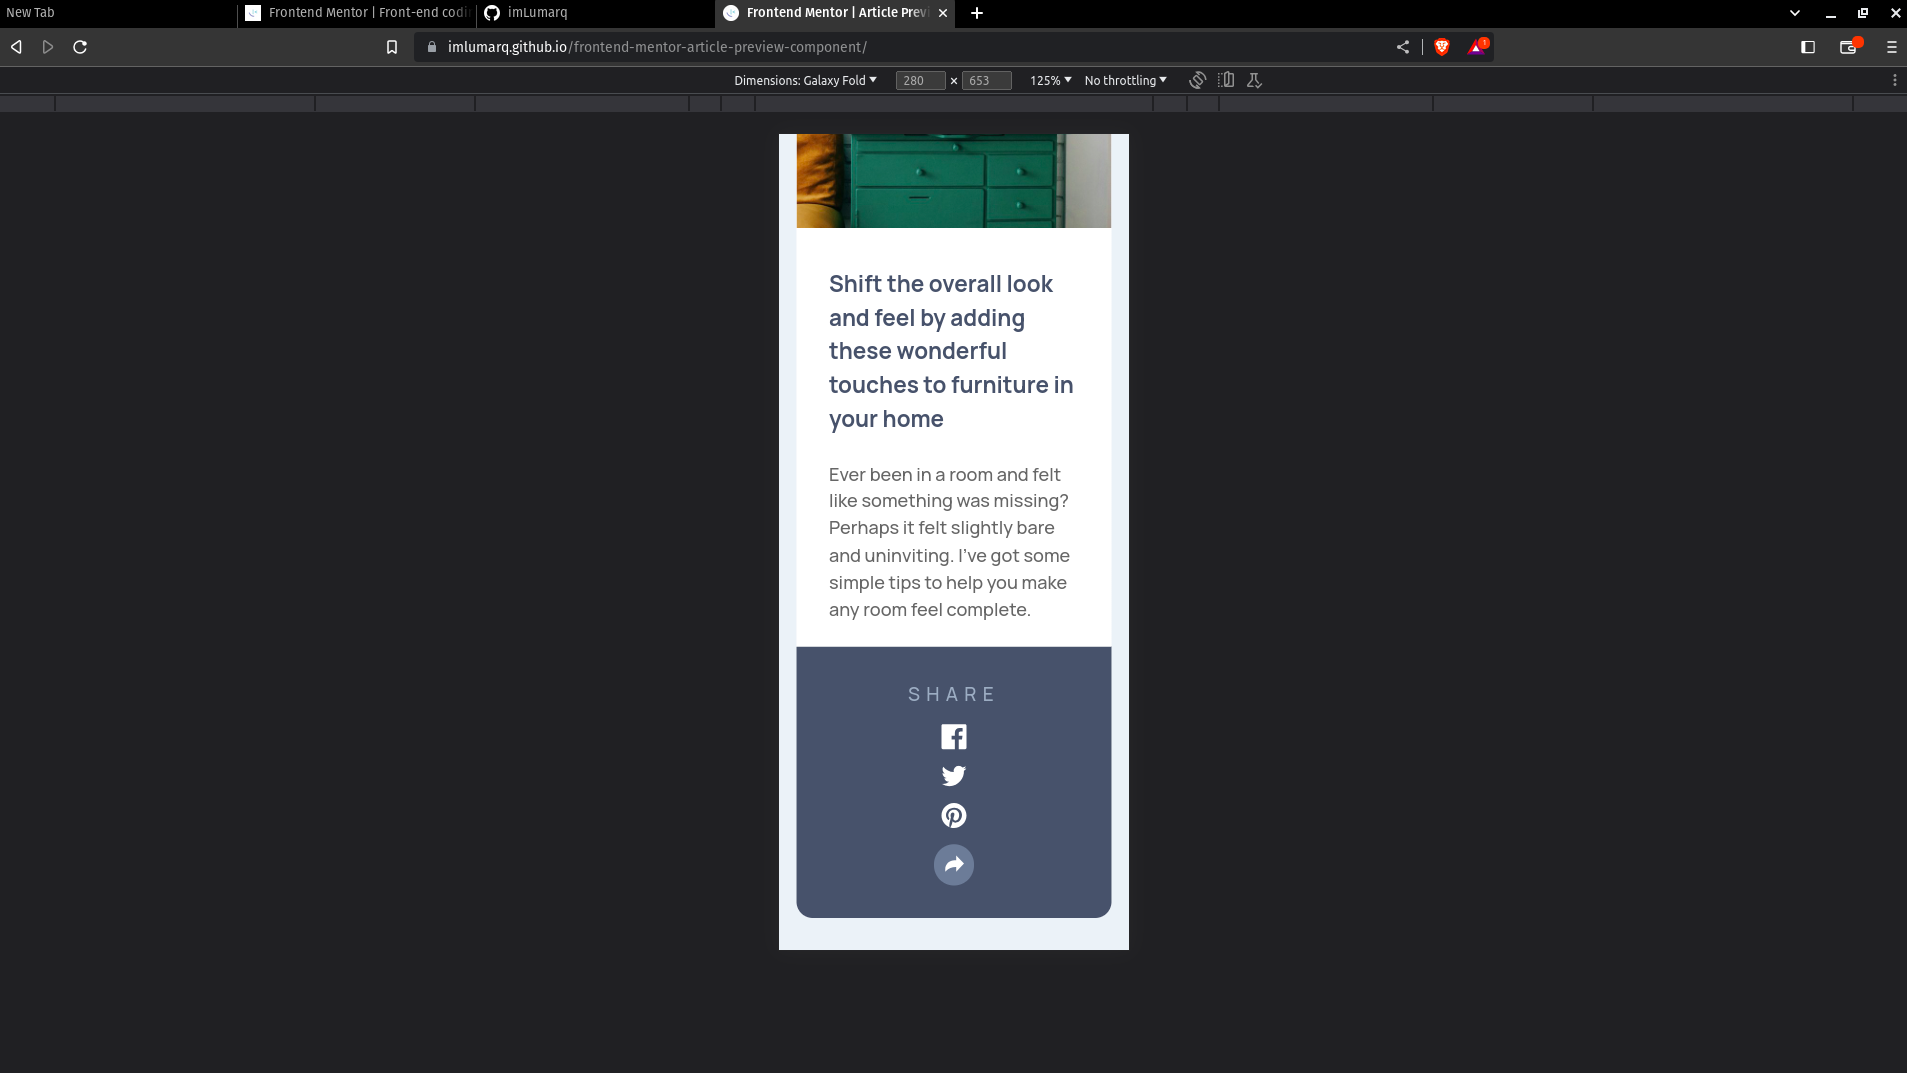 New Tab
Frontend Mentor | Front-end codi
imLumarq
Frontend Mentor | Article Previ
imlumarq.github.io/frontend-mentor-article-preview-component/
1
Dimensions: Galaxy Fold 280 × 653 125% No throttling
Shift the overall look
and feel by adding
these wonderful
touches to furniture in
your home
Ever been in a room and felt
like something was missing?
Perhaps it felt slightly bare
and uninviting. I’ve got some
simple tips to help you make
any room feel complete.
SHARE